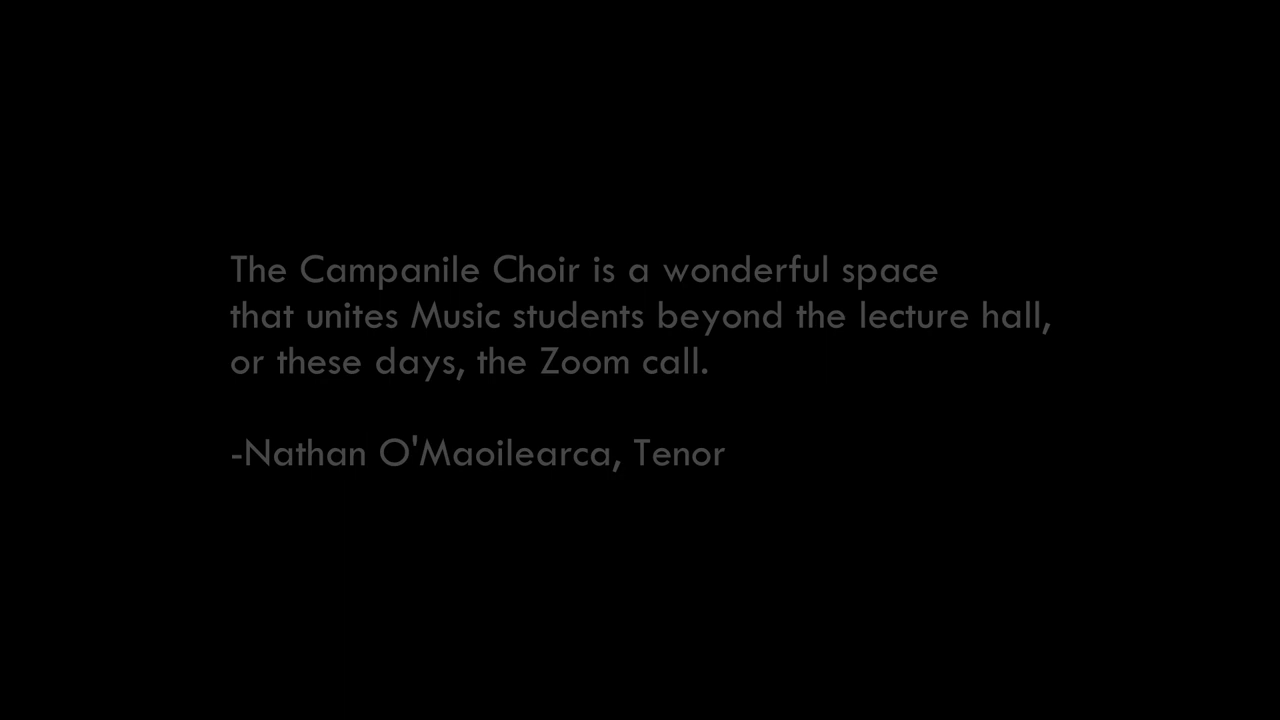 The Campanile Choir is a wonderful space
that unites Music students beyond the lecture hall,
or these days, the Zoom call.
-Nathan O'Maoilearca, Tenor